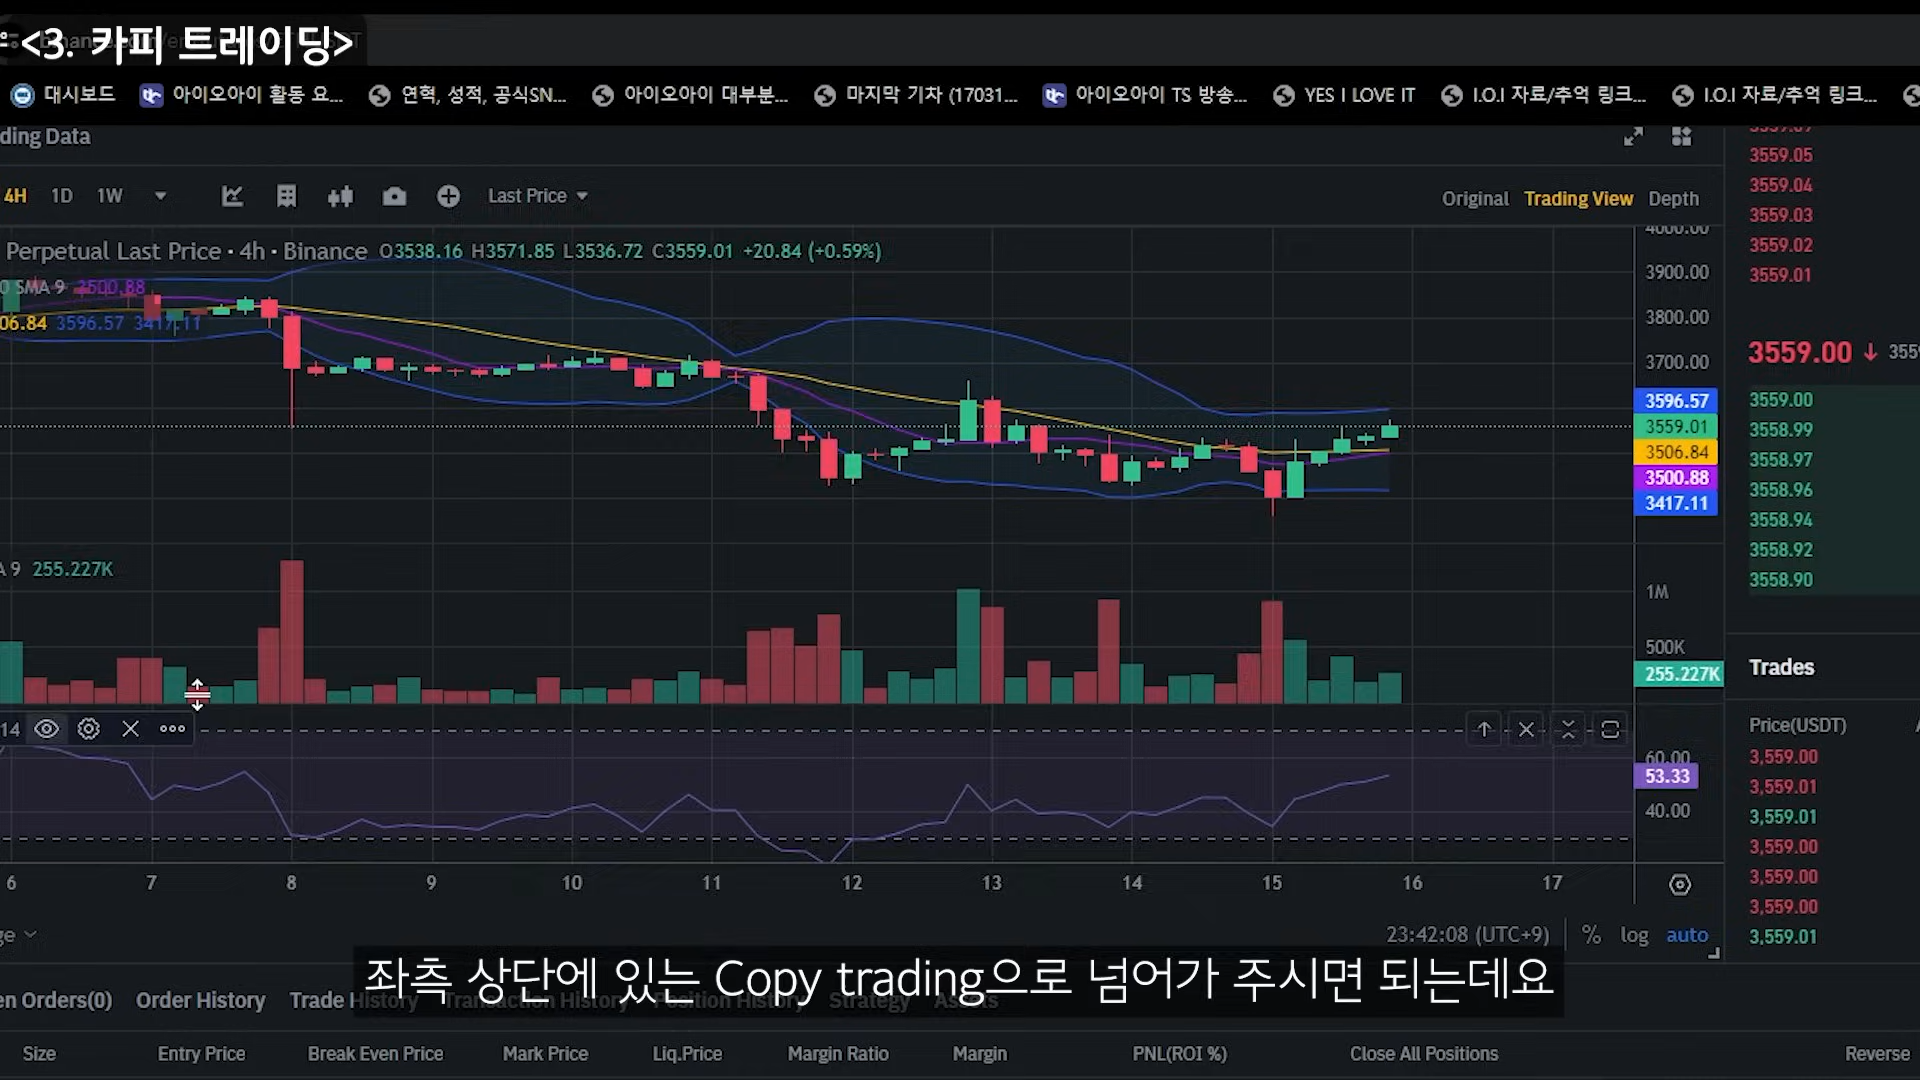 <3. 카피 트레이딩>
대시보드 아이오아이 활동 요... 연혁, 성적, 공식SN... 아이오아이 대부분... 마지막 기차 (17031... 아이오아이 TS 방송... YES I LOVE IT I.O.I 자료/추억 링크... I.O.I 자료/추억 링크...
ding Data
4H 1D 1W Last Price Original Trading View Depth
Perpetual Last Price · 4h · Binance O3538.16 H3571.85 L3536.72 C3559.01 +20.84 (+0.59%)
SMA 9 2500.88
06.84 3596.57 3417.11
4000.00
3900.00
3800.00
3700.00
3596.57
3559.01
3506.84
3500.88
3417.11
A 9 255.227K
1M
500K
255.227K
14
60.00
53.33
40.00
6 7 8 9 10 11 12 13 14 15 16 17
ge 23:42:08 (UTC+9) % log auto
3559.05
3559.04
3559.03
3559.02
3559.01
3559.00 ↓ 355
3559.00
3558.99
3558.97
3558.96
3558.94
3558.92
3558.90
Trades
Price(USDT)
3,559.00
3,559.01
3,559.01
3,559.00
3,559.00
3,559.00
3,559.01
좌측 상단에 있는 Copy trading으로 넘어가 주시면 되는데요
en Orders(0) Order History Trade History Transaction History Position History Strategy Assets
Size Entry Price Break Even Price Mark Price Liq.Price Margin Ratio Margin PNL(ROI %) Close All Positions Reverse